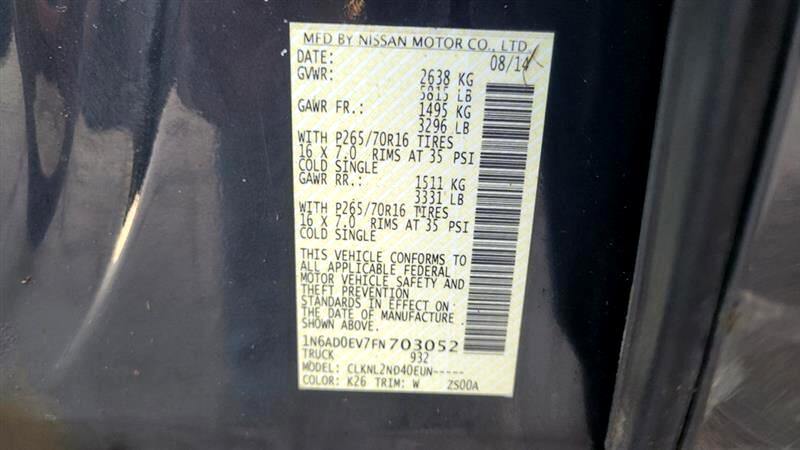 MFD BY NISSAN MOTOR CO., LTD.
DATE: 08/14
GVWR: 2638 KG
5815 LB
GAWR FR.: 1495 KG
3296 LB
WITH P265/70R16 TIRES
16 X 7.0 RIMS AT 35 PSI
COLD SINGLE
GAWR RR.: 1511 KG
3331 LB
WITH P265/70R16 TIRES
16 X 7.0 RIMS AT 35 PSI
COLD SINGLE
THIS VEHICLE CONFORMS TO
ALL APPLICABLE FEDERAL
MOTOR VEHICLE SAFETY AND
THEFT PREVENTION
STANDARDS IN EFFECT ON
THE DATE OF MANUFACTURE
SHOWN ABOVE.
1N6AD0EV7FN703052
TRUCK 932
MODEL: CLKNL2ND40EUN-----
COLOR: K26 TRIM: W 2S00A